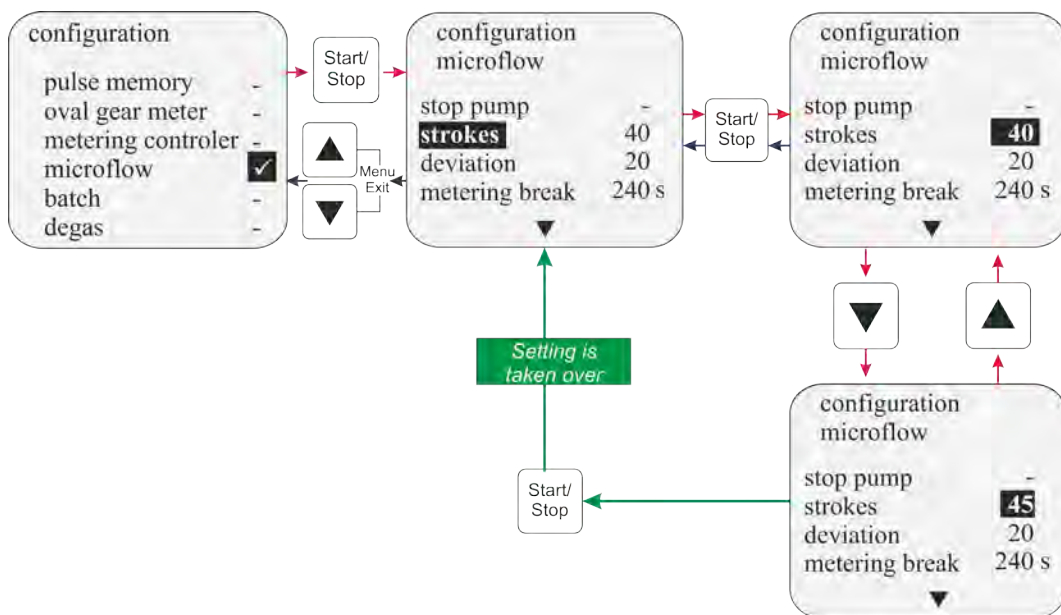 configuration
pulse memory -
oval gear meter -
metering controler -
microflow ✓
batch -
degas -
Start/
Stop
Menu
Exit
configuration
microflow
stop pump -
strokes 40
deviation 20
metering break 240 s
Start/
Stop
configuration
microflow
stop pump -
strokes 40
deviation 20
metering break 240 s
Setting is
taken over
Start/
Stop
configuration
microflow
stop pump -
strokes 45
deviation 20
metering break 240 s